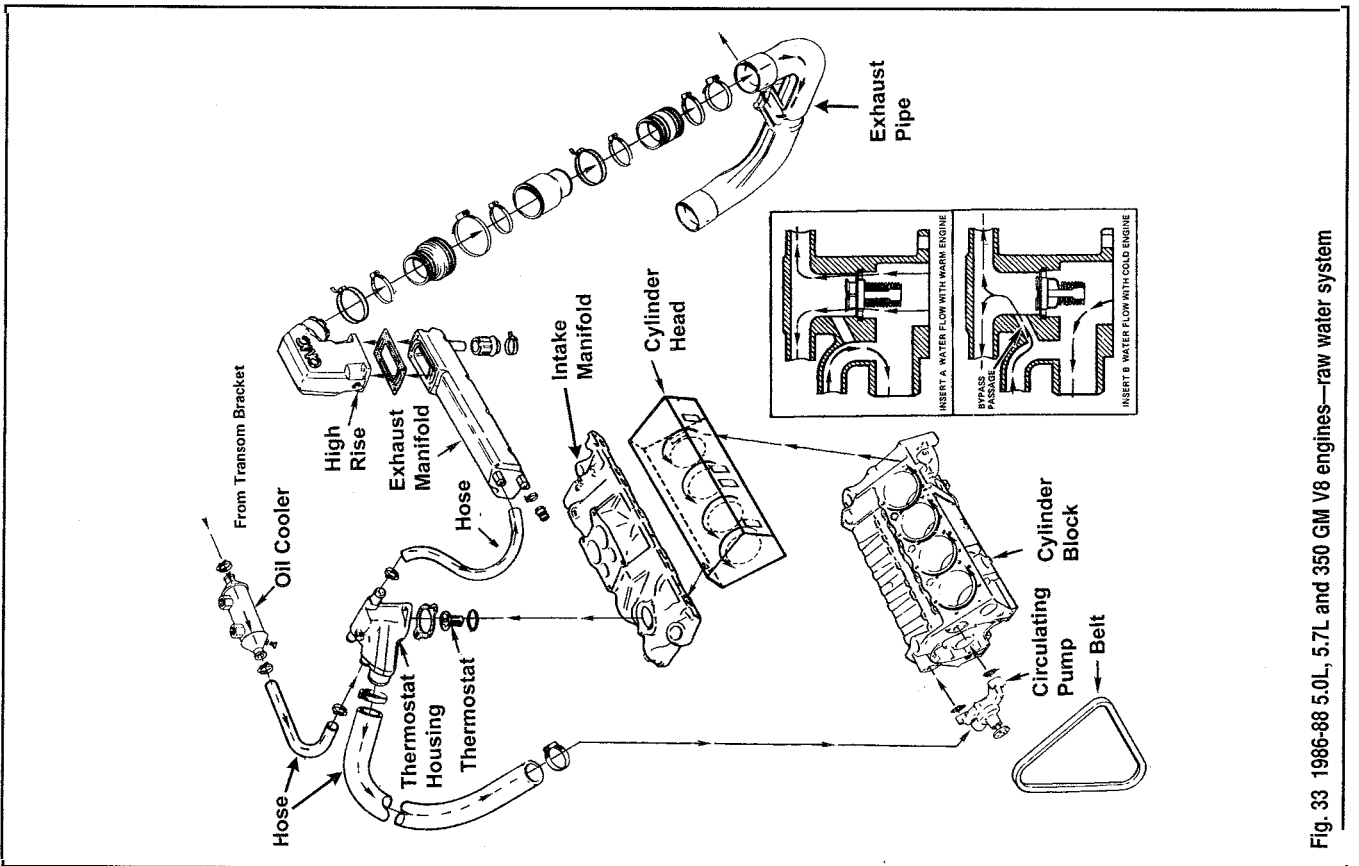 From Transom Bracket
Oil Cooler
Hose
High
Rise
Exhaust
Manifold
Hose
Exhaust
Pipe
Thermostat
Housing
Thermostat
Intake
Manifold
Cylinder
Head
Circulating
Pump
Belt
Cylinder
Block
INSERT A WATER FLOW WITH WARM ENGINE
BYPASS
PASSAGE
INSERT B WATER FLOW WITH COLD ENGINE
OMC
Fig. 33 1986-88 5.0L, 5.7L and 350 GM V8 engines—raw water system